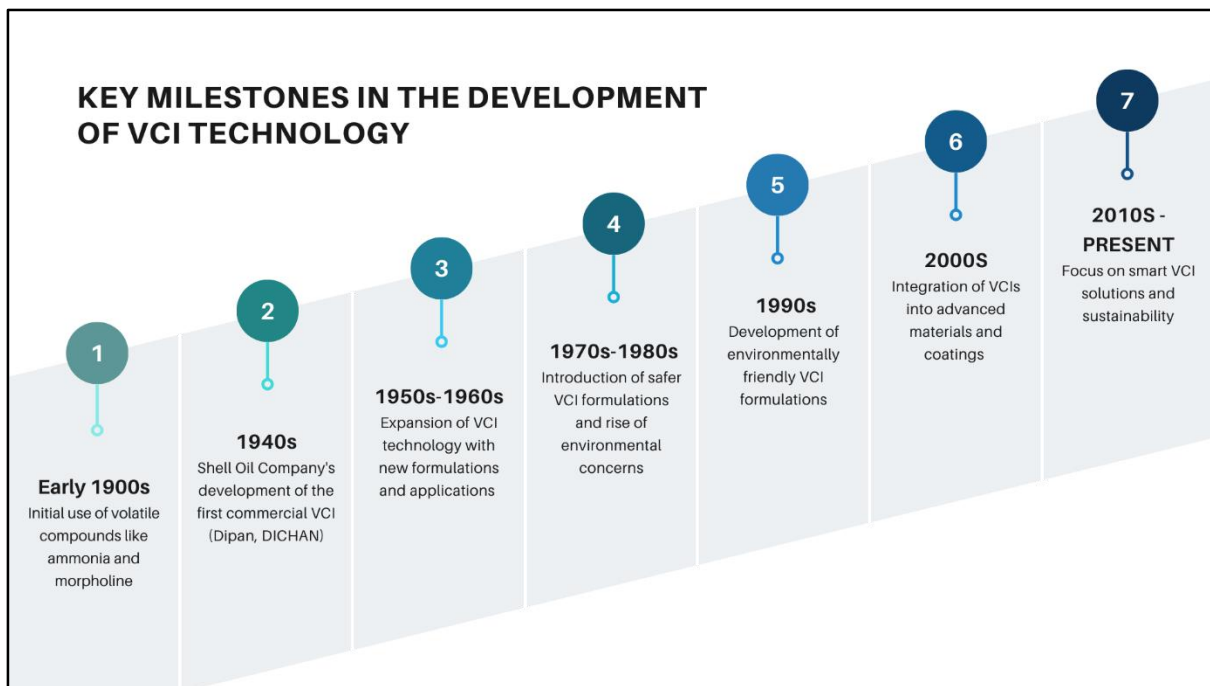 KEY MILESTONES IN THE DEVELOPMENT
OF VCI TECHNOLOGY
1
Early 1900s
Initial use of volatile
compounds like
ammonia and
morpholine
2
1940s
Shell Oil Company's
development of the
first commercial VCI
(Dipan, DICHAN)
3
1950s-1960s
Expansion of VCI
technology with
new formulations
and applications
4
1970s-1980s
Introduction of safer
VCI formulations
and rise of
environmental
concerns
5
1990s
Development of
environmentally
friendly VCI
formulations
6
2000S
Integration of VCIs
into advanced
materials and
coatings
7
2010S -
PRESENT
Focus on smart VCI
solutions and
sustainability